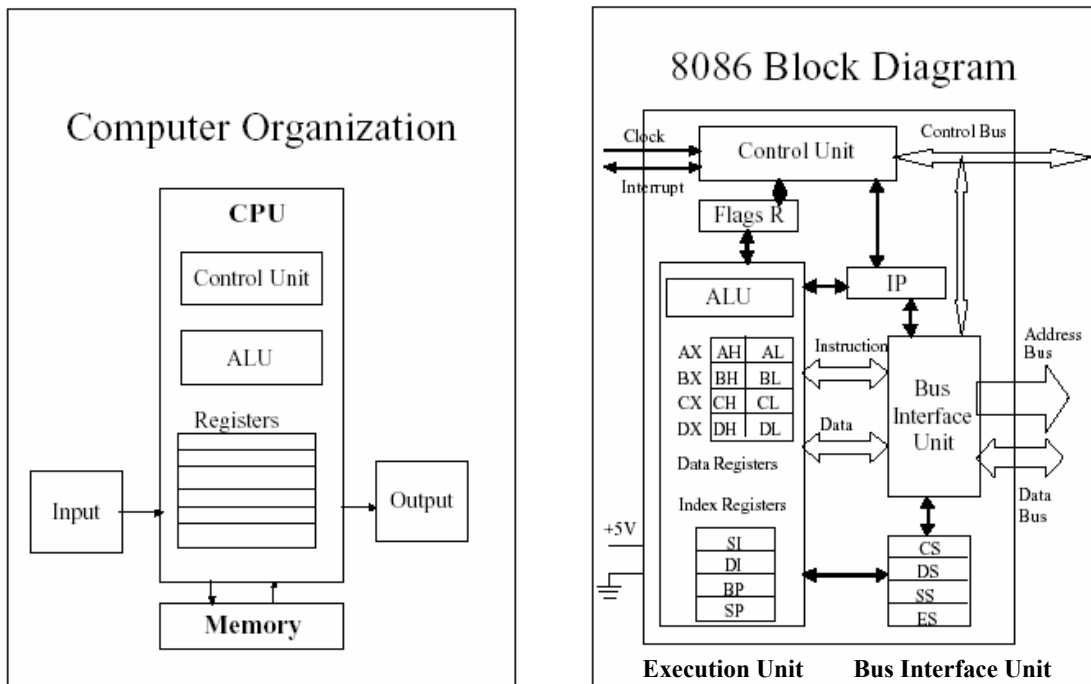 Computer Organization
CPU
Control Unit
ALU
Registers
Input
Output
Memory
8086 Block Diagram
Clock
Control Unit
Control Bus
Interrupt
Flags R
ALU
IP
AX AH AL
BX BH BL
CX CH CL
DX DH DL
Instruction
Data
Bus
Interface
Unit
Address
Bus
Data
Bus
Data Registers
Index Registers
+5V
SI
DI
BP
SP
CS
DS
SS
ES
Execution Unit
Bus Interface Unit